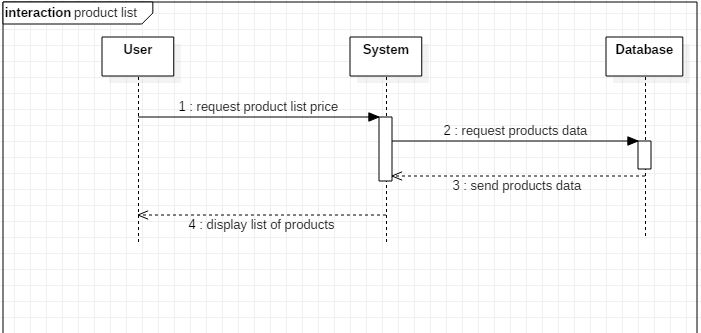 interaction product list
User
System
Database
1 : request product list price
2 : request products data
3 : send products data
4 : display list of products